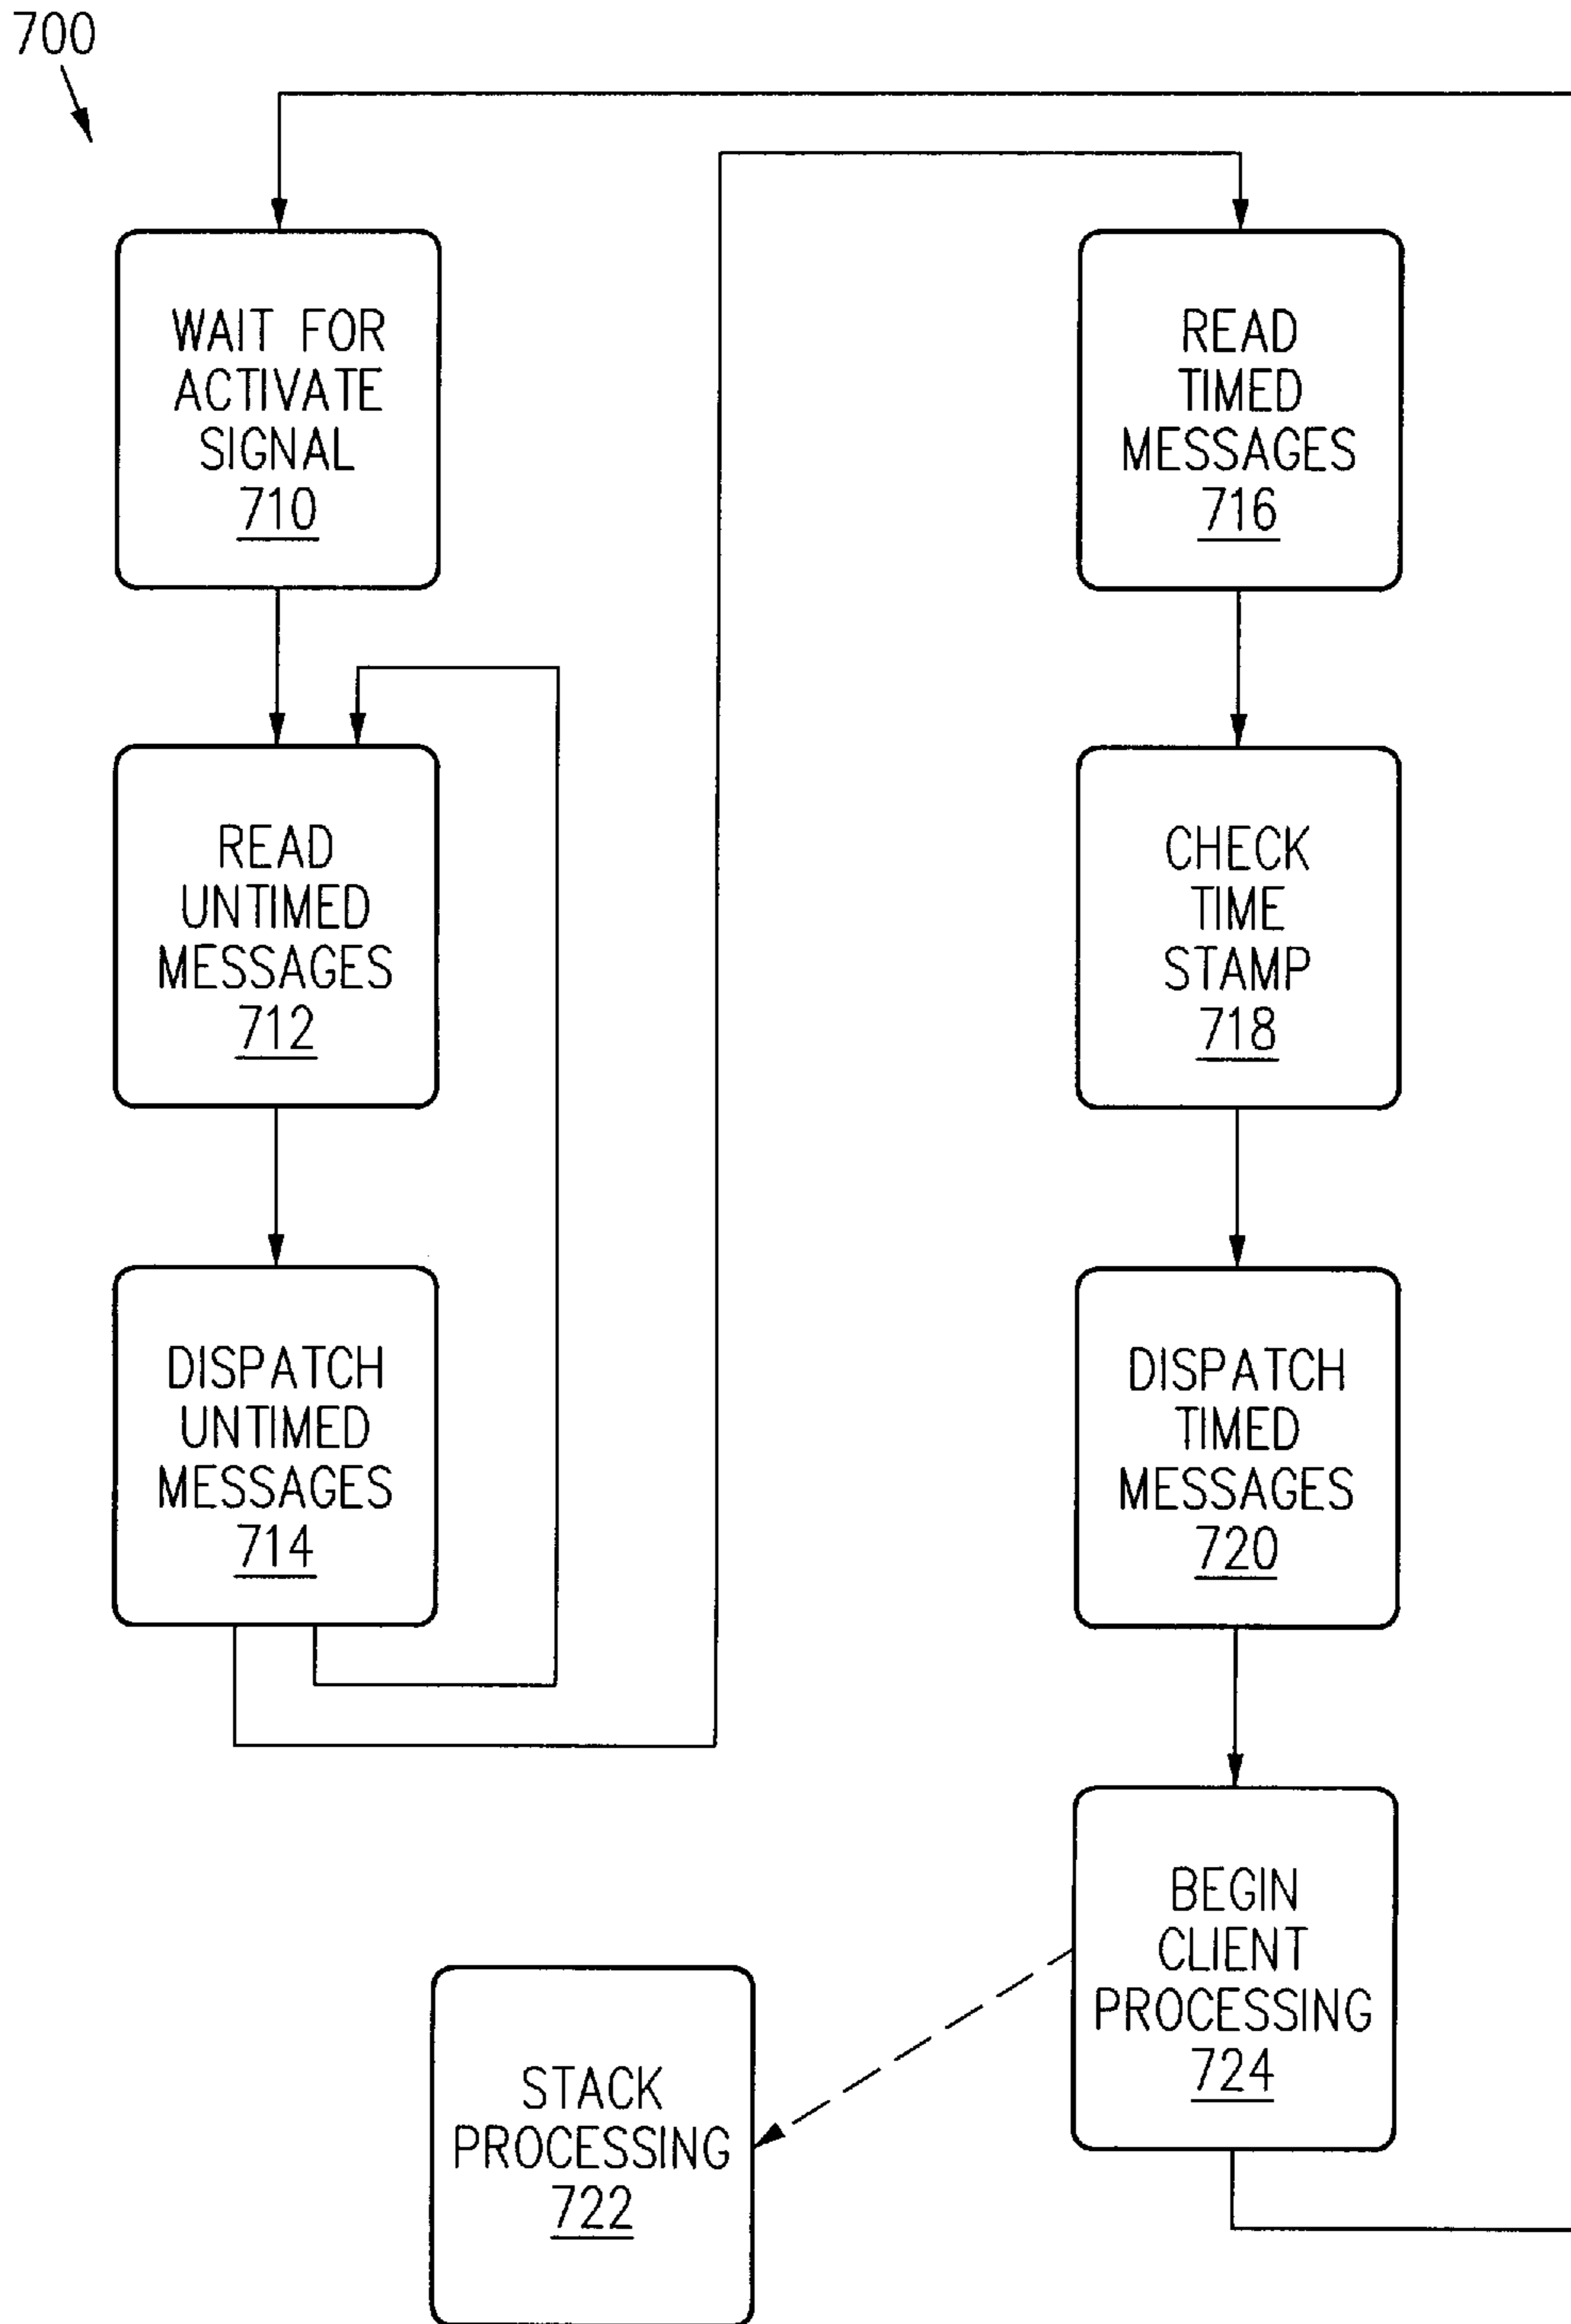 700
WAIT FOR
ACTIVATE
SIGNAL
710
READ
UNTIMED
MESSAGES
712
DISPATCH
UNTIMED
MESSAGES
714
READ
TIMED
MESSAGES
716
CHECK
TIME
STAMP
718
DISPATCH
TIMED
MESSAGES
720
BEGIN
CLIENT
PROCESSING
724
STACK
PROCESSING
722